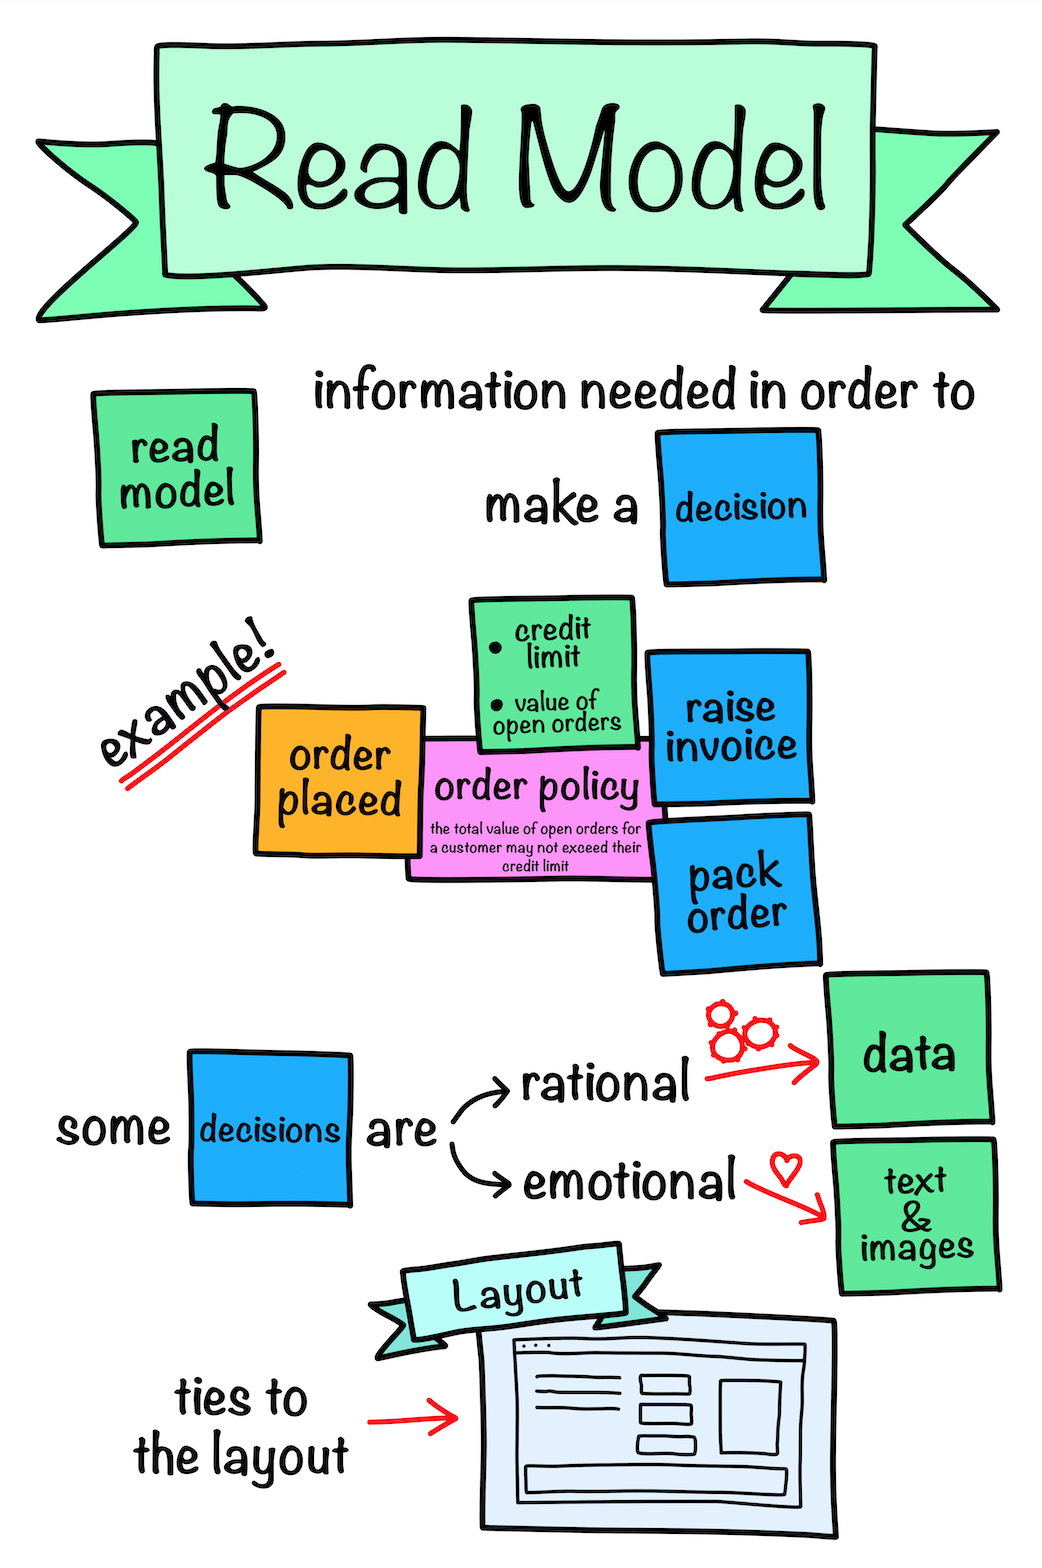 Read Model
read
model
information needed in order to
make a
decision
example!
order
placed
• credit
limit
• value of
open orders
order policy
the total value of open orders for
a customer may not exceed their
credit limit
raise
invoice
pack
order
some
decisions
are
rational
data
emotional
text
&
images
Layout
ties to
the layout